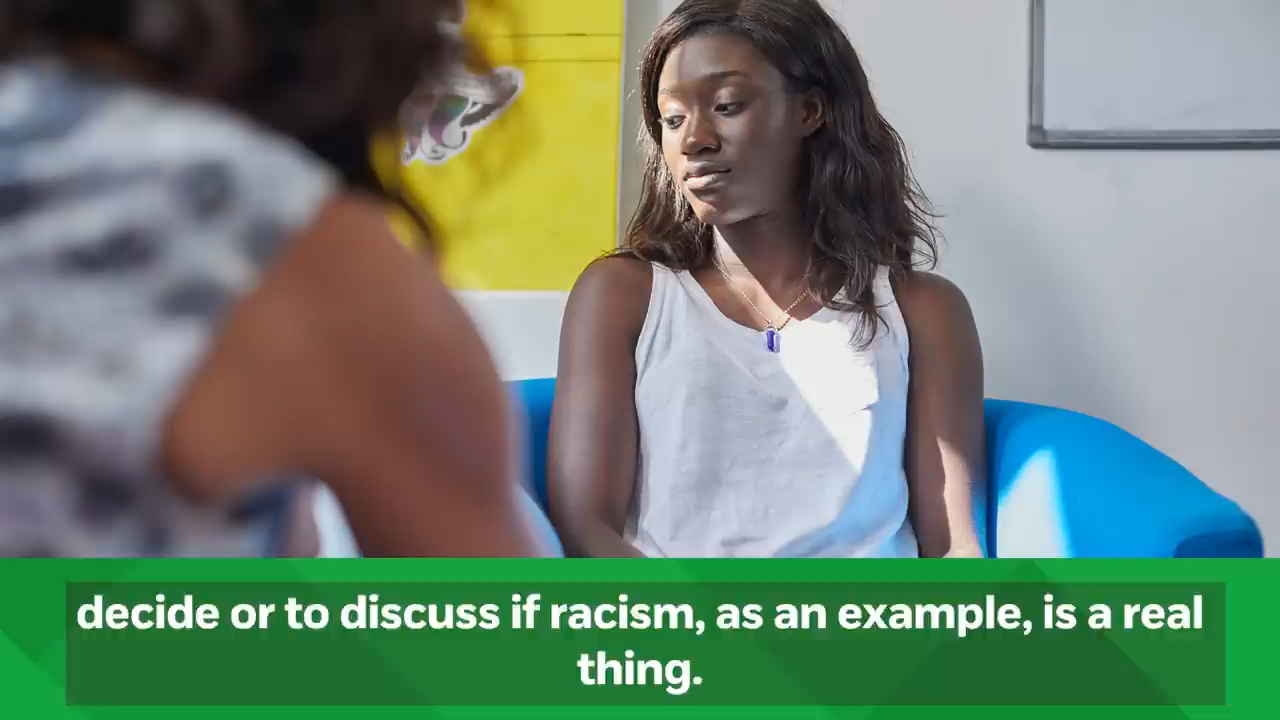 decide or to discuss if racism, as an example, is a real
thing.